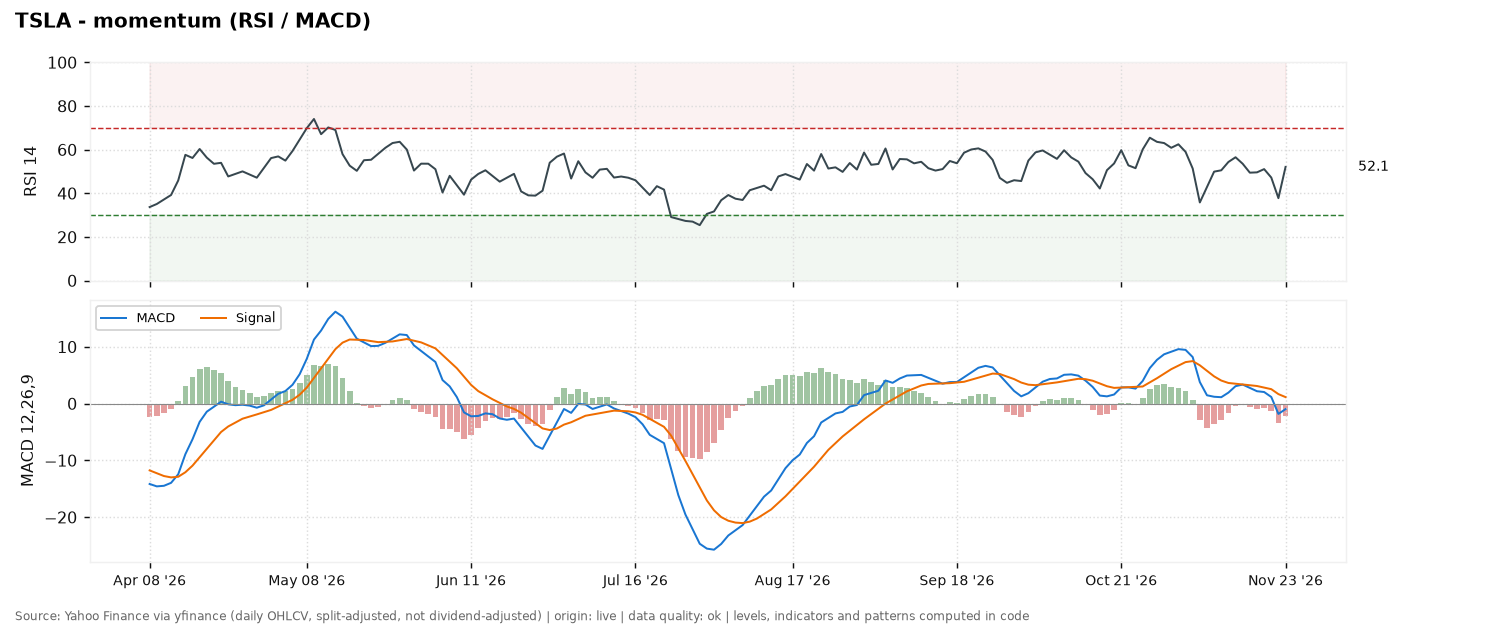 TSLA - momentum (RSI / MACD)
100
80
60
40
20
0
RSI 14
52.1
MACD
Signal
10
0
−10
−20
MACD 12,26,9
Apr 08 '26
May 08 '26
Jun 11 '26
Jul 16 '26
Aug 17 '26
Sep 18 '26
Oct 21 '26
Nov 23 '26
Source: Yahoo Finance via yfinance (daily OHLCV, split-adjusted, not dividend-adjusted) | origin: live | data quality: ok | levels, indicators and patterns computed in code